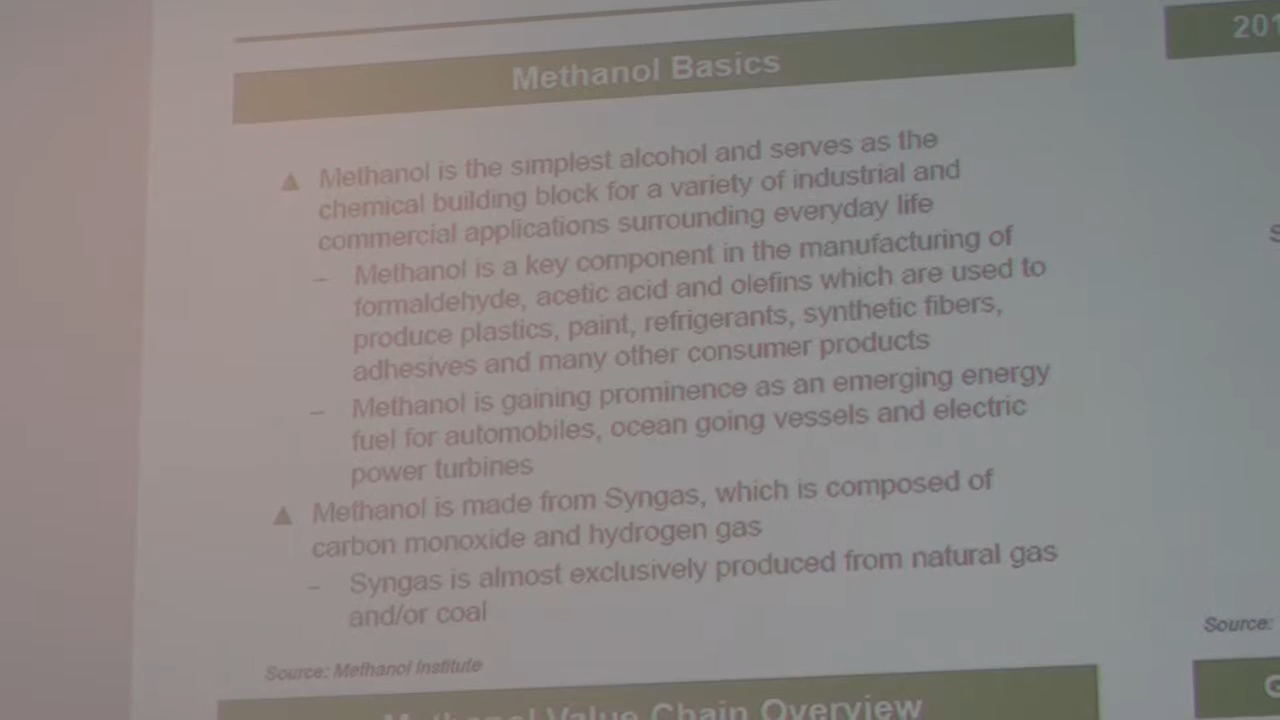 Methanol Basics
201
▲ Methanol is the simplest alcohol and serves as the
chemical building block for a variety of industrial and
commercial applications surrounding everyday life
– Methanol is a key component in the manufacturing of
formaldehyde, acetic acid and olefins which are used to
produce plastics, paint, refrigerants, synthetic fibers,
adhesives and many other consumer products
– Methanol is gaining prominence as an emerging energy
fuel for automobiles, ocean going vessels and electric
power turbines
▲ Methanol is made from Syngas, which is composed of
carbon monoxide and hydrogen gas
– Syngas is almost exclusively produced from natural gas
and/or coal
Source: Methanol Institute
Source:
Methanol Value Chain Overview